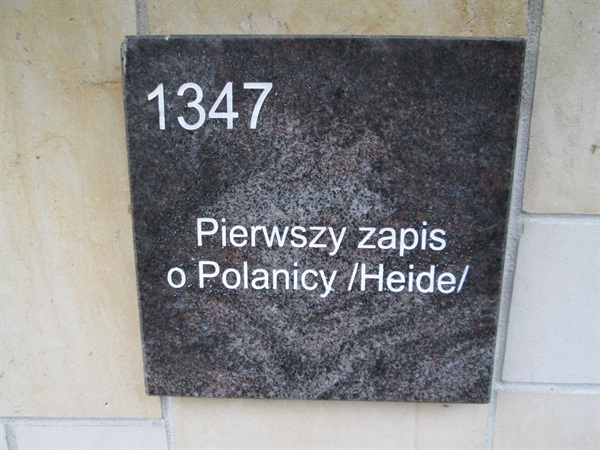 1347
Pierwszy zapis
o Polanicy /Heide/